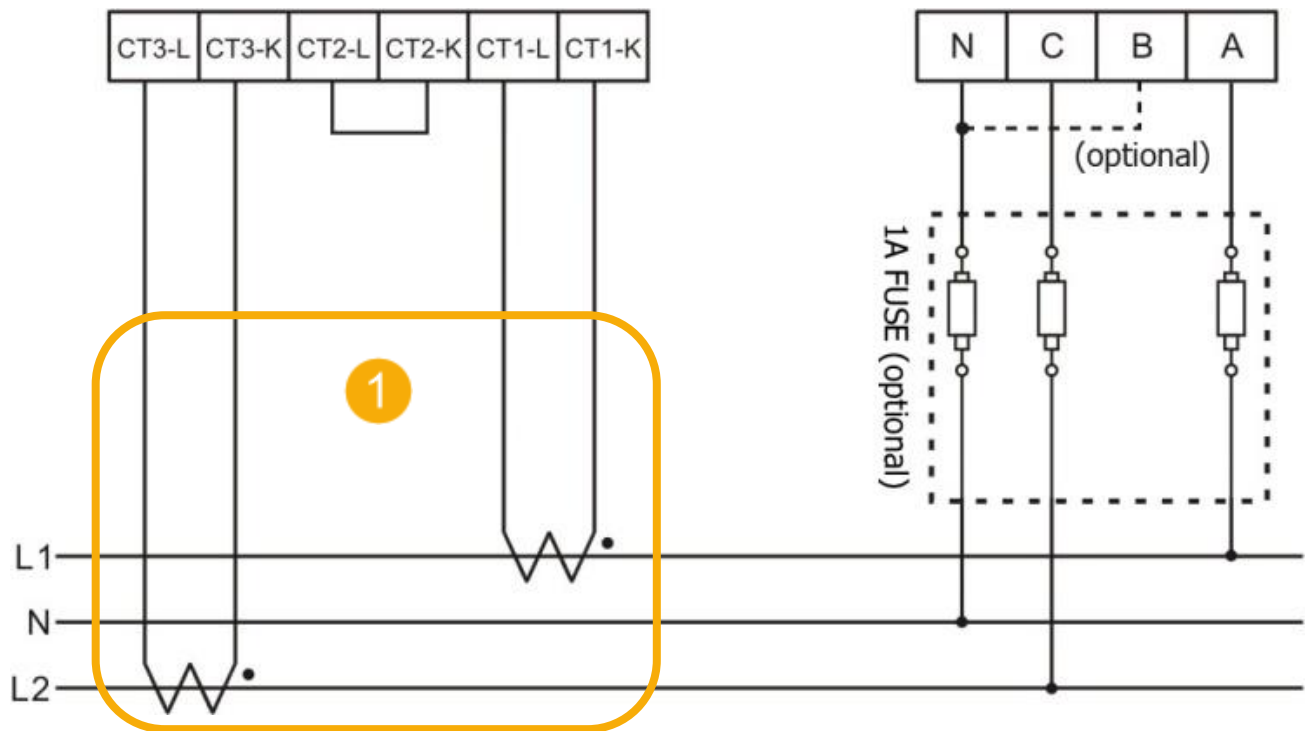 CT3-L CT3-K CT2-L CT2-K CT1-L CT1-K
N C B A
(optional)
1A FUSE (optional)
1
L1
N
L2